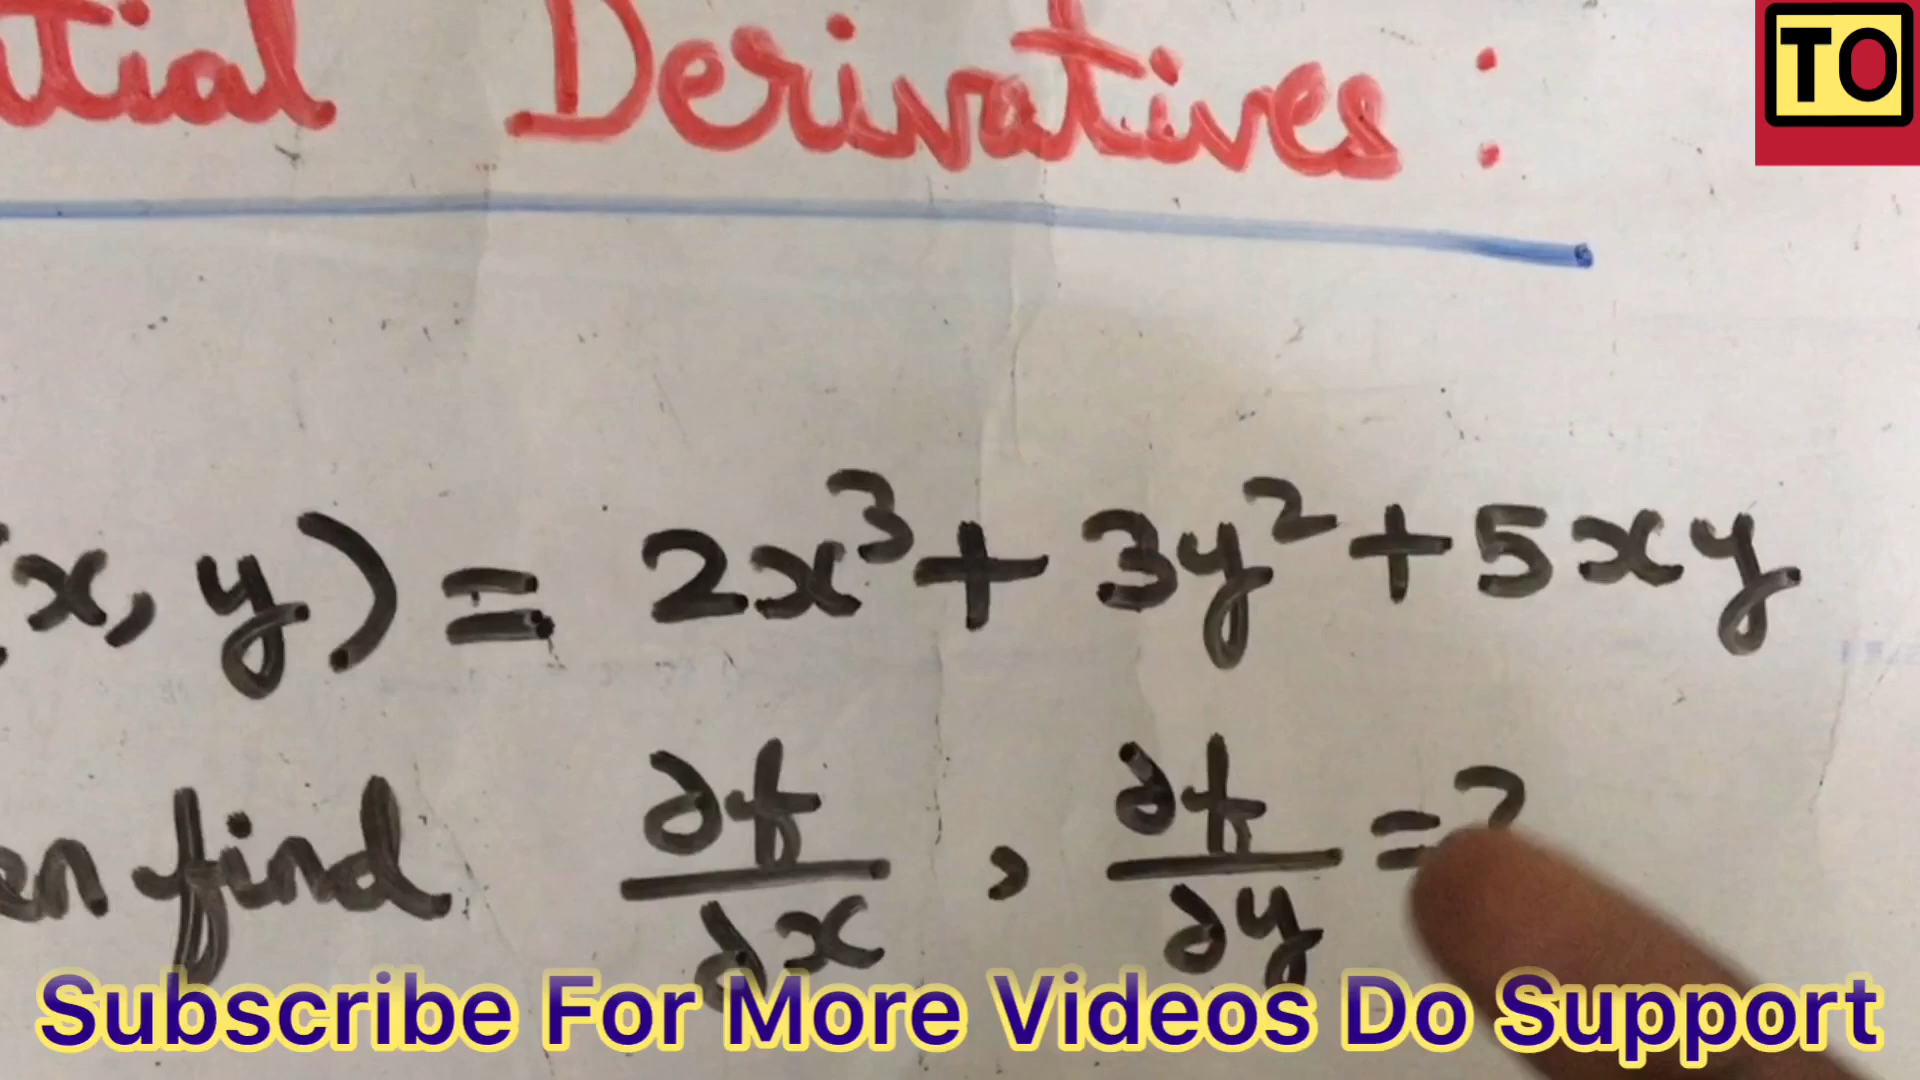 tial Derivatives :
TO
(x, y) = 2x³ + 3y² + 5xy
en find ∂f/∂x , ∂f/∂y = ?
Subscribe For More Videos Do Support